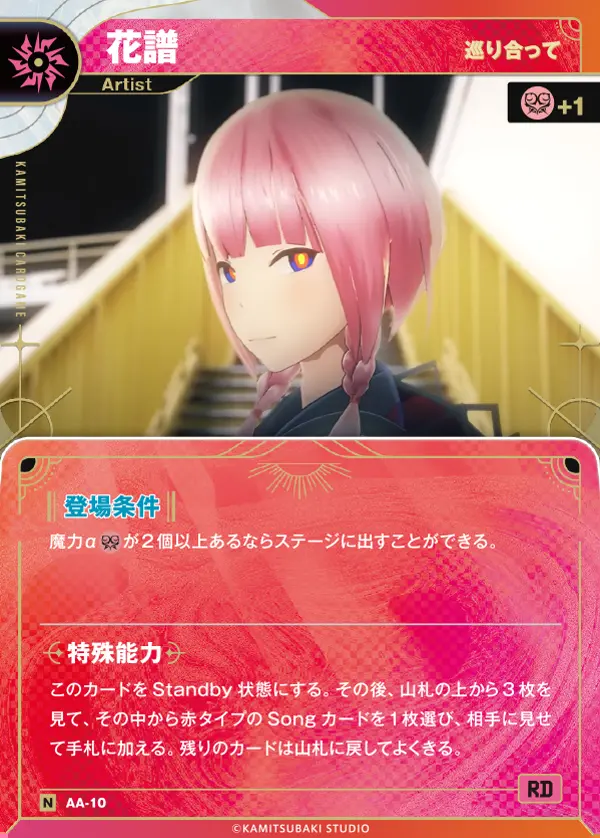 花譜
巡り合って
Artist
+1
KAMITSUBAKI CARDGAME
登場条件
魔力αが2個以上あるならステージに出すことができる。
特殊能力
このカードをStandby 状態にする。その後、山札の上から3枚を
見て、その中から赤タイプのSongカードを1枚選び、相手に見せ
て手札に加える。残りのカードは山札に戻してよくきる。
N AA-10
RD
©KAMITSUBAKI STUDIO